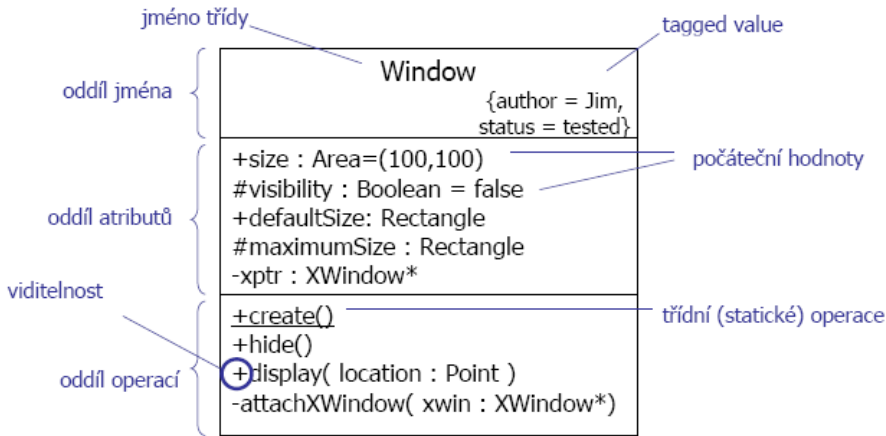 jméno třídy
tagged value
Window
oddíl jména
{author = Jim,
status = tested}
+size : Area=(100,100)
počáteční hodnoty
#visibility : Boolean = false
oddíl atributů
+defaultSize: Rectangle
#maximumSize : Rectangle
-xptr : XWindow*
viditelnost
+create()
třídní (statické) operace
+hide()
oddíl operací
+display( location : Point )
-attachXWindow( xwin : XWindow*)